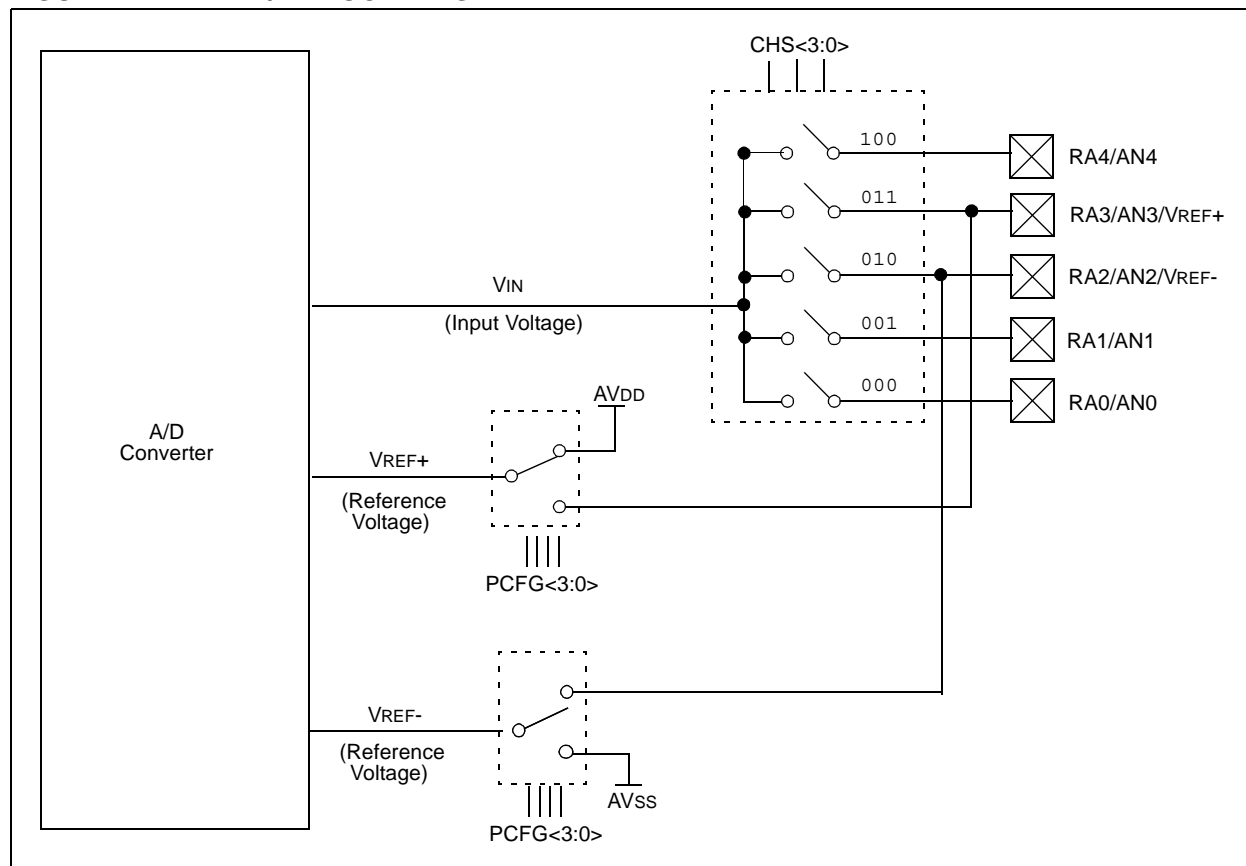 CHS<3:0>
100
RA4/AN4
011
RA3/AN3/VREF+
010
RA2/AN2/VREF-
VIN
(Input Voltage)
001
RA1/AN1
000
RA0/AN0
AVDD
A/D
Converter
VREF+
(Reference
Voltage)
PCFG<3:0>
VREF-
(Reference
Voltage)
AVSS
PCFG<3:0>